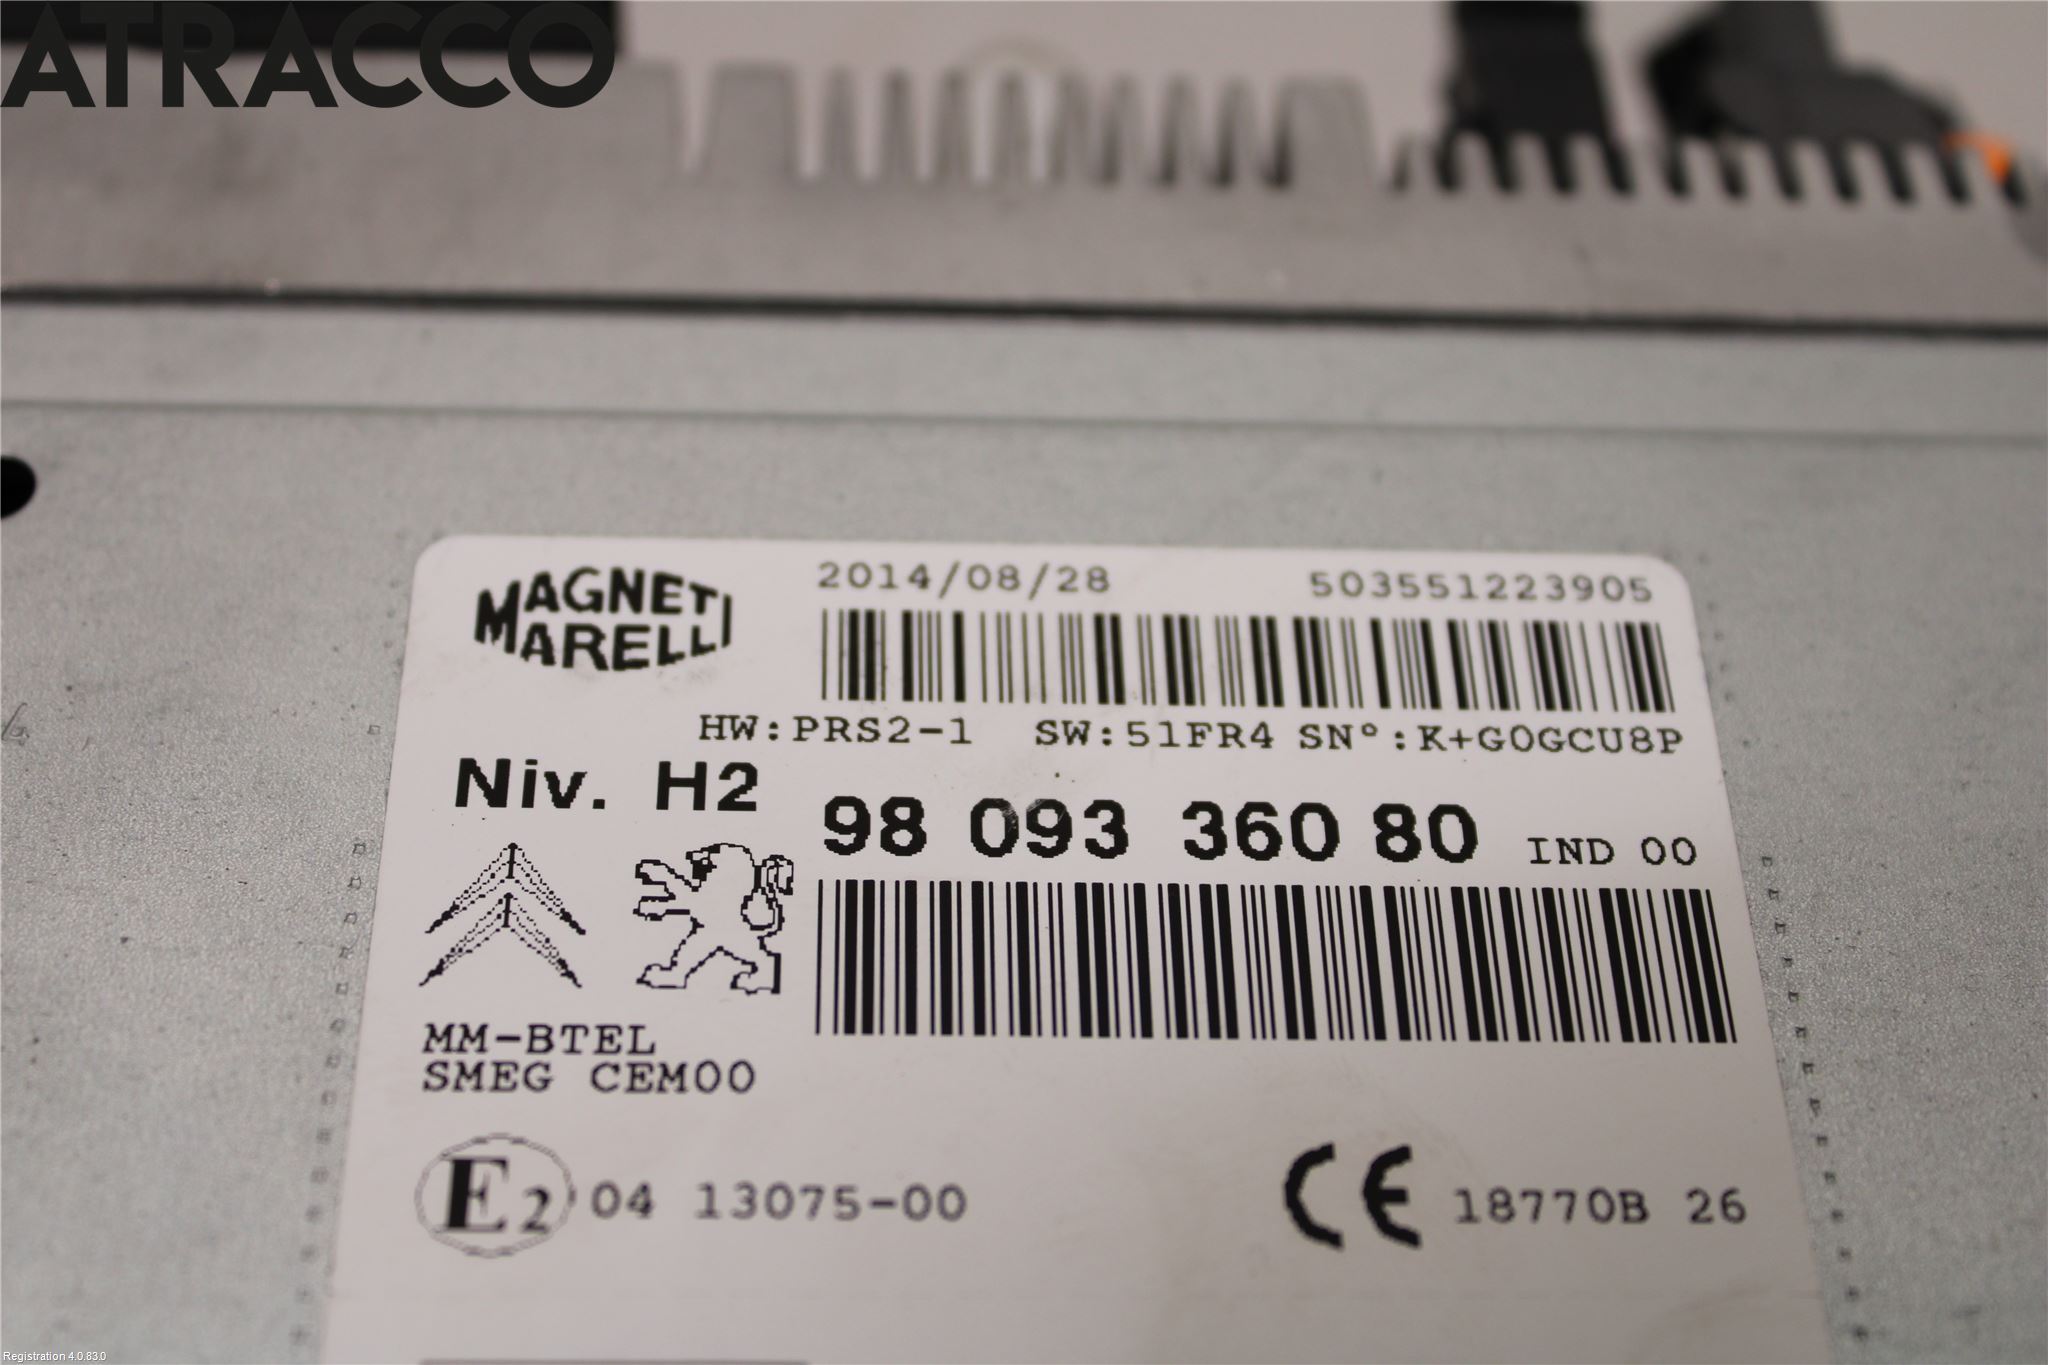 ATRACCO
MAGNETI
MARELLI
2014/08/28 503551223905
HW:PRS2-1 SW:51FR4 SN°:K+G0GCU8P
Niv. H2
98 093 360 80 IND 00
MM-BTEL
SMEG CEM00
E2 04 13075-00
CE 18770B 26
Registration 4.0.83.0